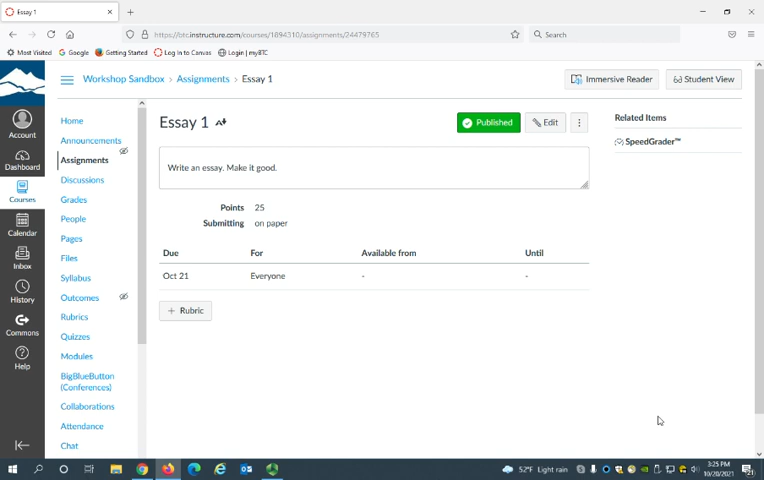 Essay 1
https://btc.instructure.com/courses/1694310/assignments/24479765
Search
Most Visited
Google
Getting Started
Log In to Canvas
Login | myBTC
Workshop Sandbox › Assignments › Essay 1
Immersive Reader
Student View
Account
Dashboard
Courses
Calendar
Inbox
History
Commons
Help
Home
Announcements
Assignments
Discussions
Grades
People
Pages
Files
Syllabus
Outcomes
Rubrics
Quizzes
Modules
BigBlueButton
(Conferences)
Collaborations
Attendance
Chat
Essay 1
Published
Edit
Write an essay. Make it good.
Points 25
Submitting on paper
Due For Available from Until
Oct 21 Everyone - -
+ Rubric
Related Items
SpeedGrader™
52°F Light rain
3:25 PM
10/20/2021
21